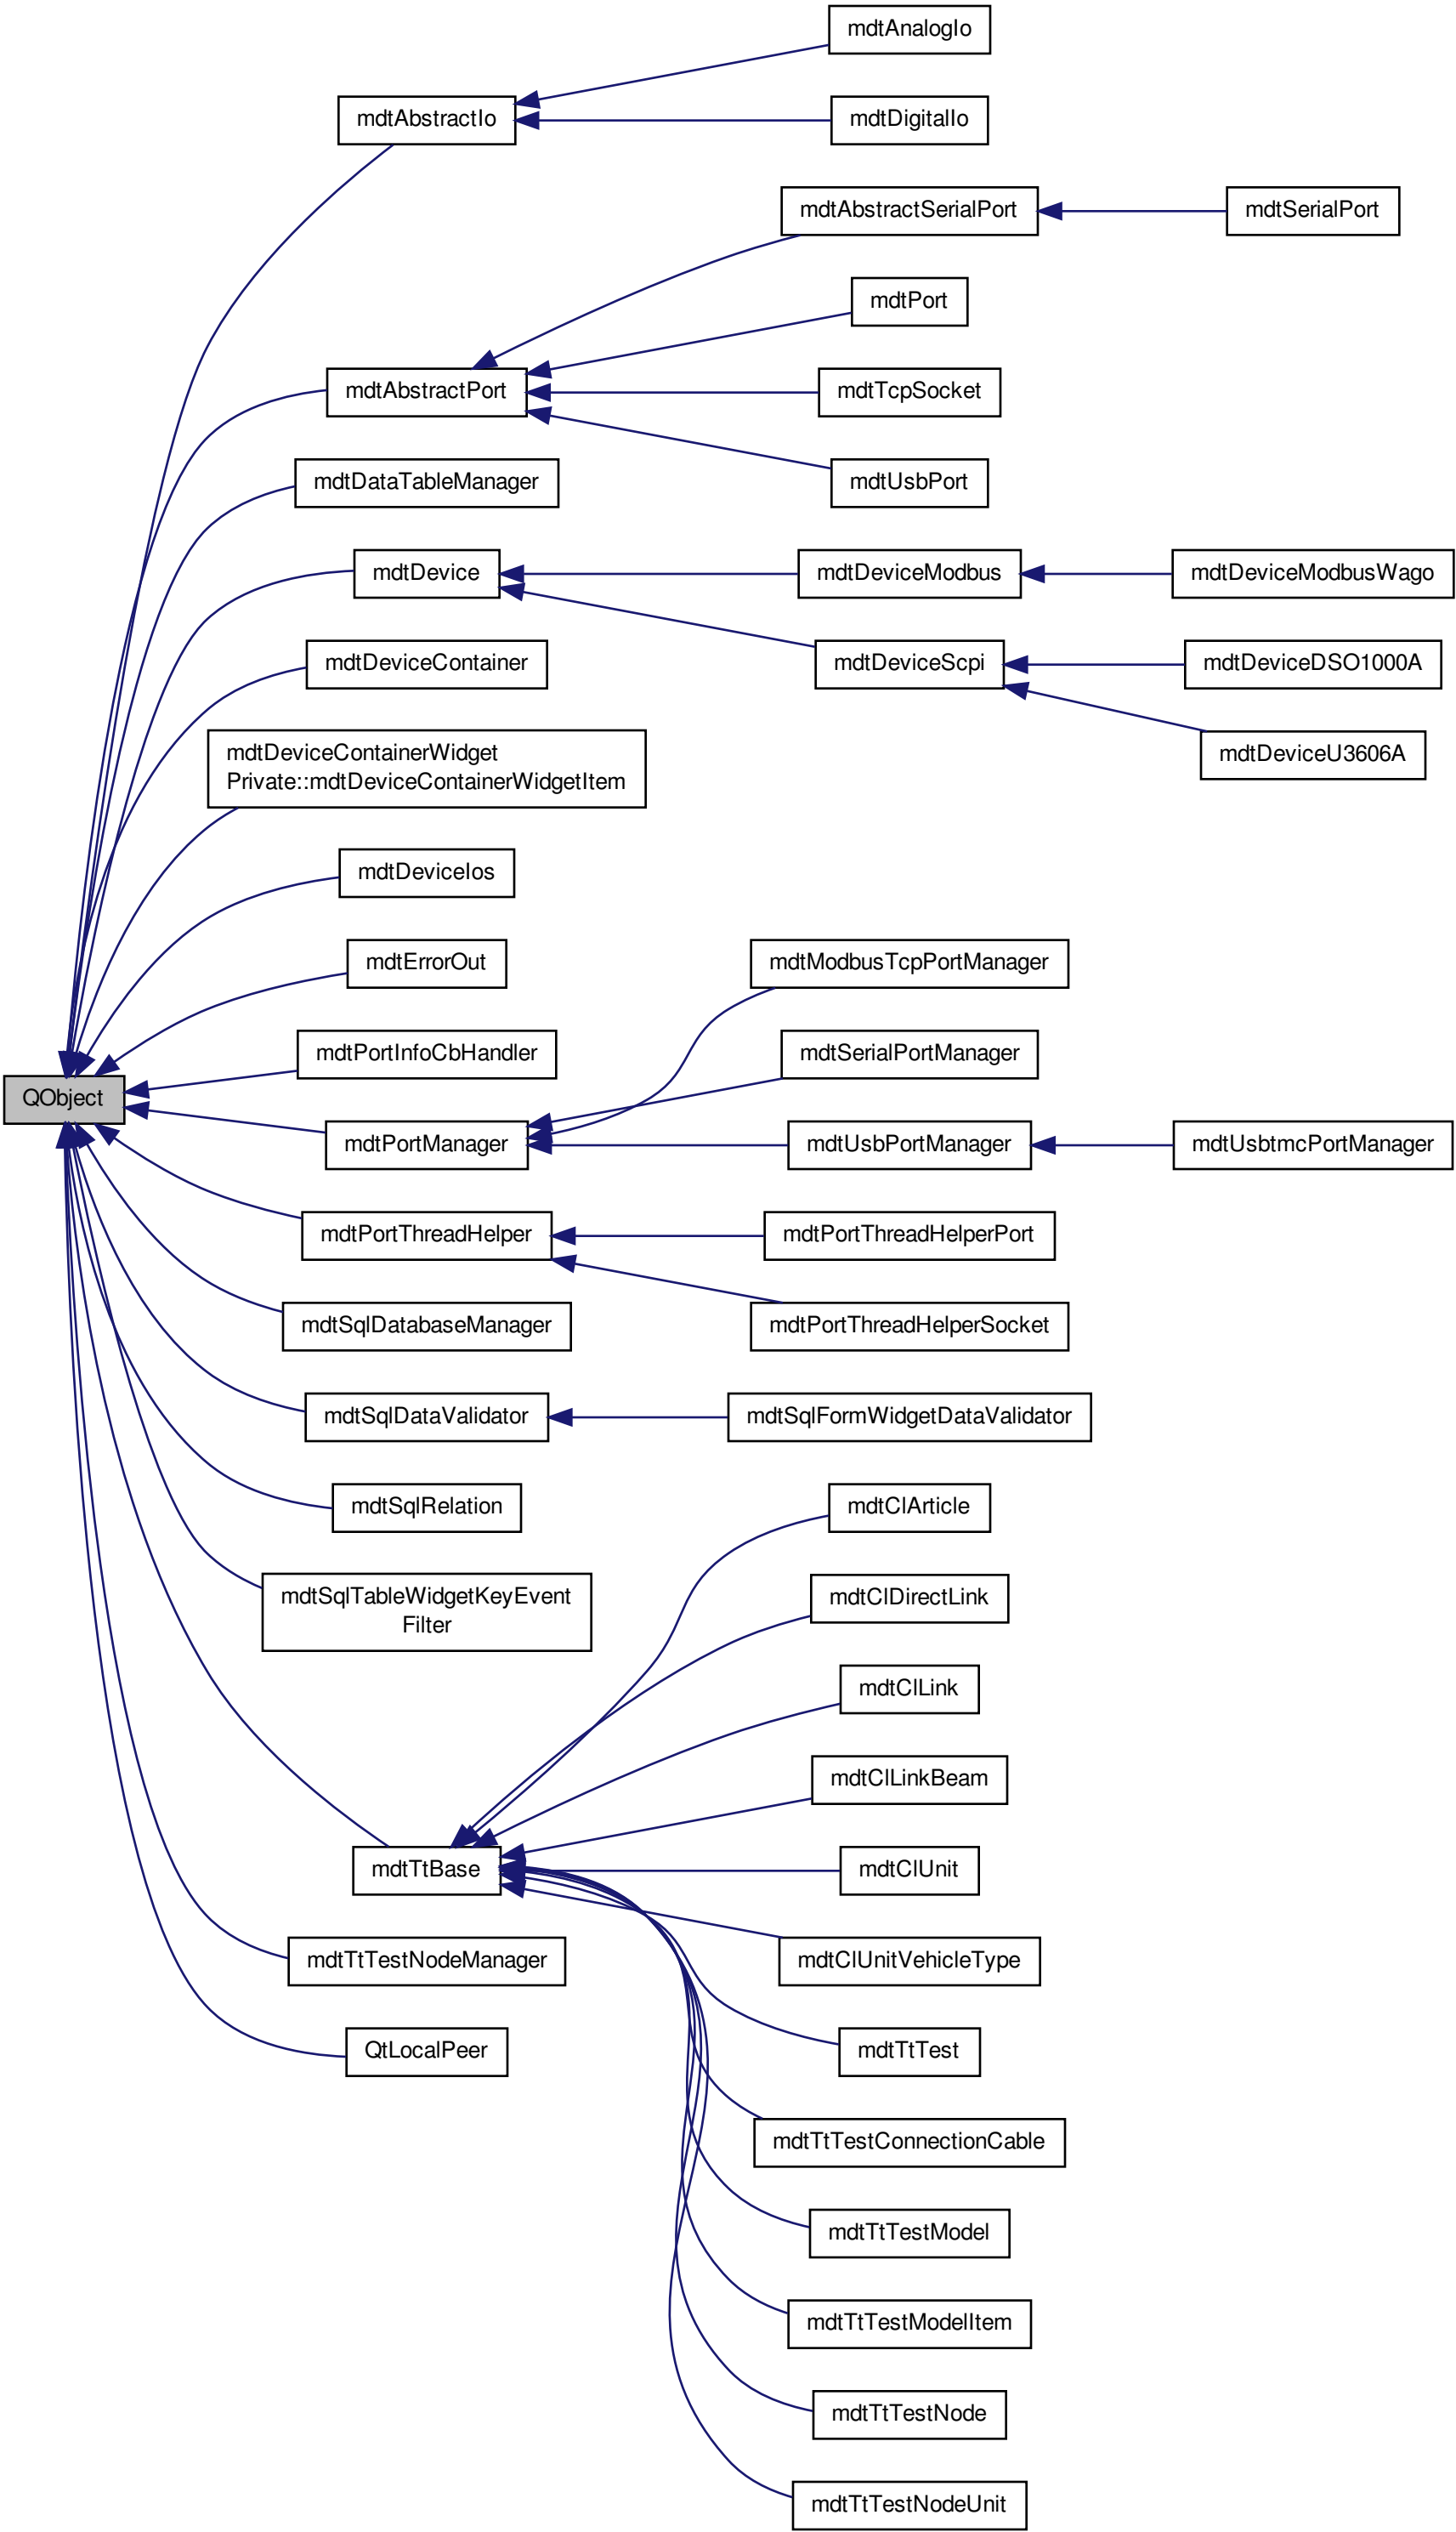 mdtAnalogIo
mdtAbstractIo
mdtDigitalIo
mdtAbstractSerialPort
mdtSerialPort
mdtPort
mdtAbstractPort
mdtTcpSocket
mdtDataTableManager
mdtUsbPort
mdtDevice
mdtDeviceModbus
mdtDeviceModbusWago
mdtDeviceContainer
mdtDeviceScpi
mdtDeviceDSO1000A
mdtDeviceContainerWidget
Private::mdtDeviceContainerWidgetItem
mdtDeviceU3606A
mdtDeviceIos
mdtErrorOut
mdtModbusTcpPortManager
mdtPortInfoCbHandler
mdtSerialPortManager
QObject
mdtPortManager
mdtUsbPortManager
mdtUsbtmcPortManager
mdtPortThreadHelper
mdtPortThreadHelperPort
mdtSqlDatabaseManager
mdtPortThreadHelperSocket
mdtSqlDataValidator
mdtSqlFormWidgetDataValidator
mdtSqlRelation
mdtClArticle
mdtSqlTableWidgetKeyEvent
Filter
mdtClDirectLink
mdtClLink
mdtClLinkBeam
mdtTtBase
mdtClUnit
mdtTtTestNodeManager
mdtClUnitVehicleType
QtLocalPeer
mdtTtTest
mdtTtTestConnectionCable
mdtTtTestModel
mdtTtTestModelItem
mdtTtTestNode
mdtTtTestNodeUnit